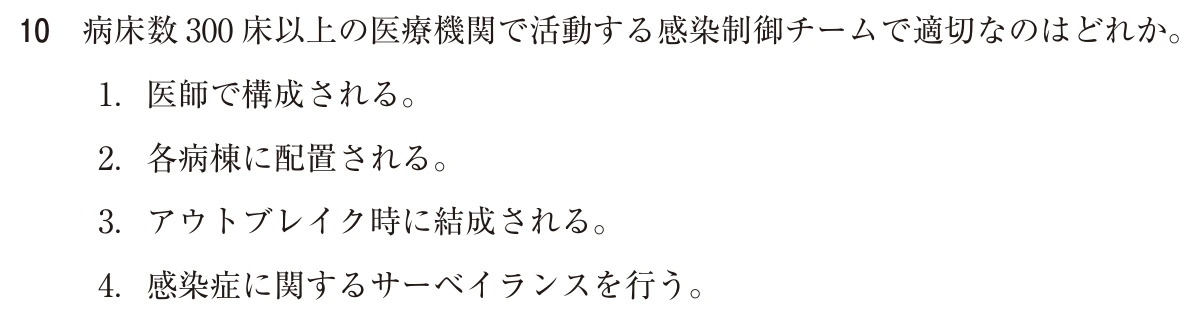 10 病床数 300 床以上の医療機関で活動する感染制御チームで適切なのはどれか。
1. 医師で構成される。
2. 各病棟に配置される。
3. アウトブレイク時に結成される。
4. 感染症に関するサーベイランスを行う。